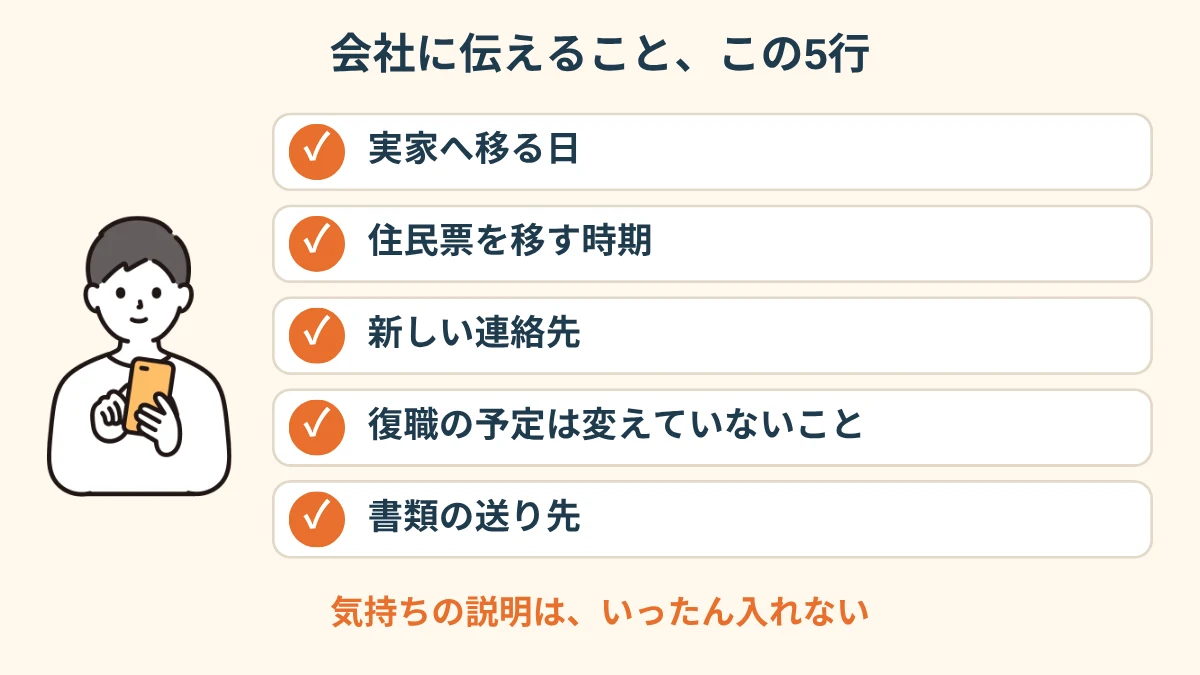 会社に伝えること、この5行
実家へ移る日
住民票を移す時期
新しい連絡先
復職の予定は変えていないこと
書類の送り先
気持ちの説明は、いったん入れない